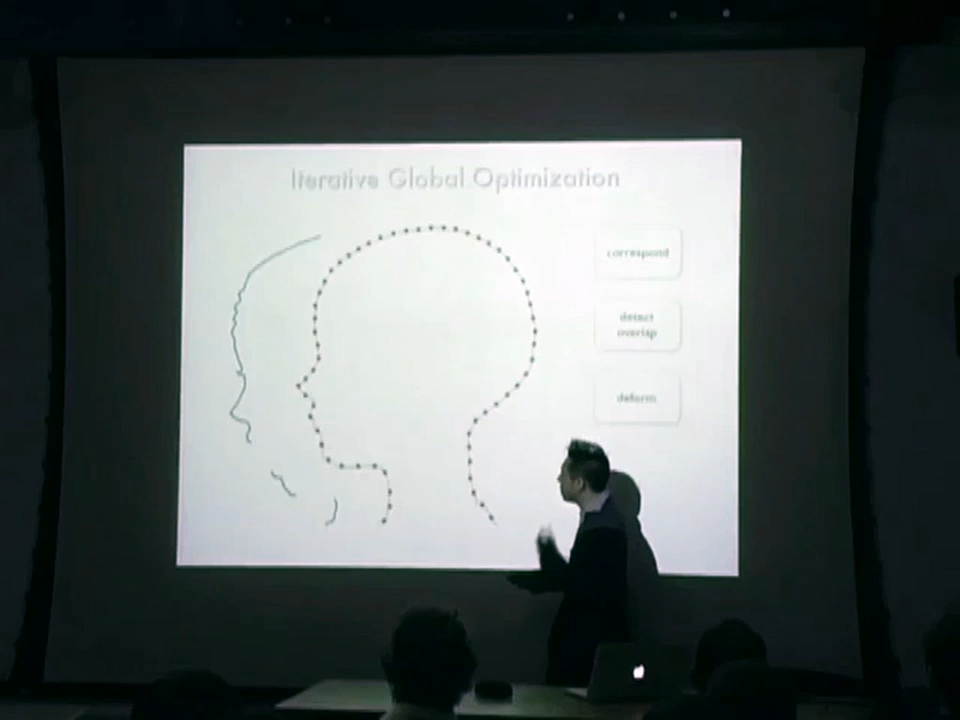 Iterative Global Optimization
correspond
detect
overlap
deform